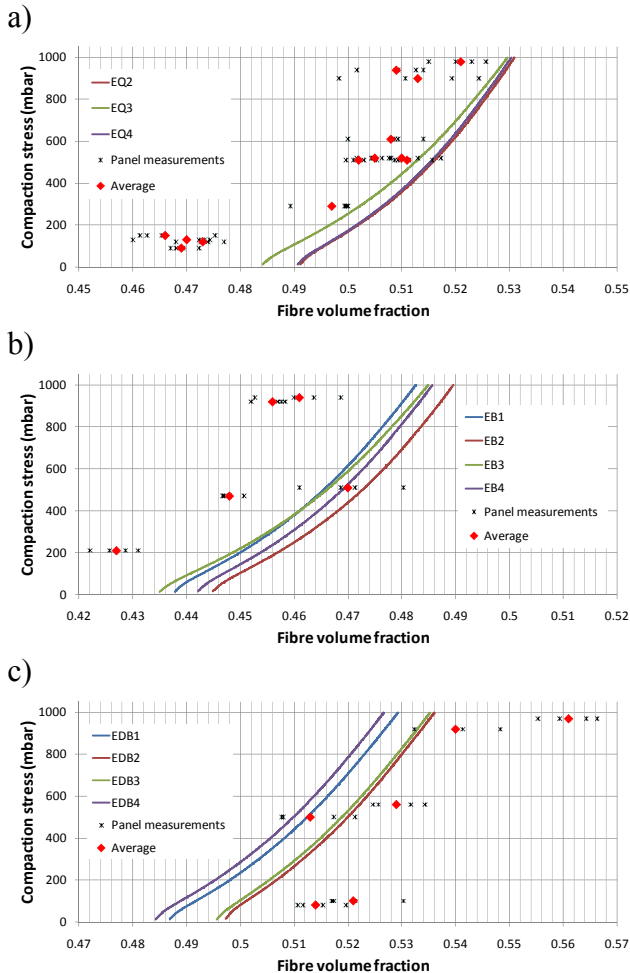 a)
Compaction stress (mbar)
1000
800
600
400
200
0
EQ2
EQ3
EQ4
Panel measurements
Average
0.45 0.46 0.47 0.48 0.49 0.5 0.51 0.52 0.53 0.54 0.55
Fibre volume fraction
b)
Compaction stress (mbar)
1000
800
600
400
200
0
EB1
EB2
EB3
EB4
Panel measurements
Average
0.42 0.43 0.44 0.45 0.46 0.47 0.48 0.49 0.5 0.51 0.52
Fibre volume fraction
c)
Compaction stress (mbar)
1000
800
600
400
200
0
EDB1
EDB2
EDB3
EDB4
Panel measurements
Average
0.47 0.48 0.49 0.5 0.51 0.52 0.53 0.54 0.55 0.56 0.57
Fibre volume fraction